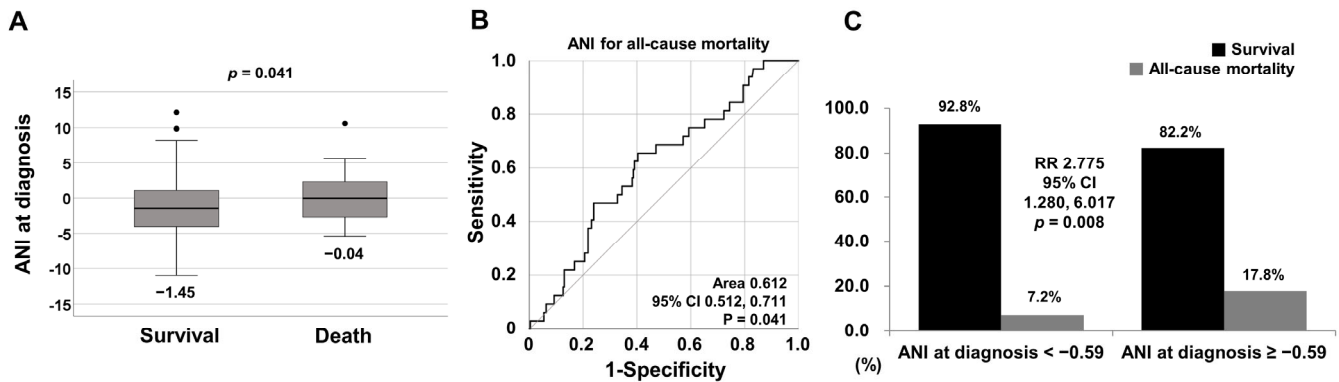 A
p = 0.041
ANI at diagnosis
15
10
5
0
-5
-10
-15
−1.45
−0.04
Survival
Death
B
ANI for all-cause mortality
Sensitivity
1.0
0.8
0.6
0.4
0.2
0
Area 0.612
95% CI 0.512, 0.711
P = 0.041
0 0.2 0.4 0.6 0.8 1.0
1-Specificity
C
Survival
All-cause mortality
100.0
80.0
60.0
40.0
20.0
0.0
(%)
92.8%
7.2%
RR 2.775
95% CI
1.280, 6.017
p = 0.008
82.2%
17.8%
ANI at diagnosis < −0.59
ANI at diagnosis ≥ −0.59